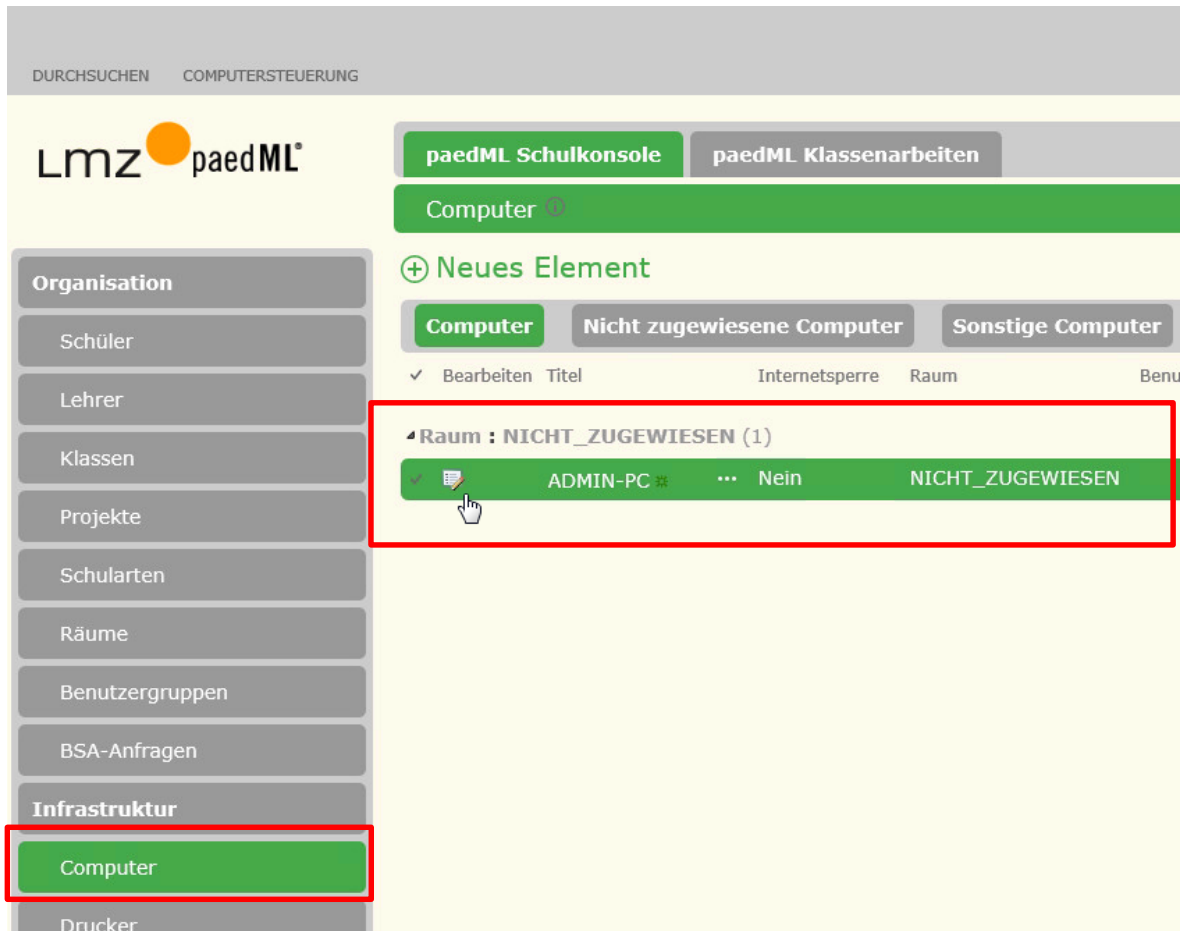 DURCHSUCHEN COMPUTERSTEUERUNG
Lmz paedML®
paedML Schulkonsole paedML Klassenarbeiten
Computer
Organisation
Schüler
Lehrer
Klassen
Projekte
Schularten
Räume
Benutzergruppen
BSA-Anfragen
Infrastruktur
Computer
Drucker
Neues Element
Computer Nicht zugewiesene Computer Sonstige Computer
Bearbeiten Titel Internetsperre Raum Benu
Raum : NICHT_ZUGEWIESEN (1)
ADMIN-PC ... Nein NICHT_ZUGEWIESEN